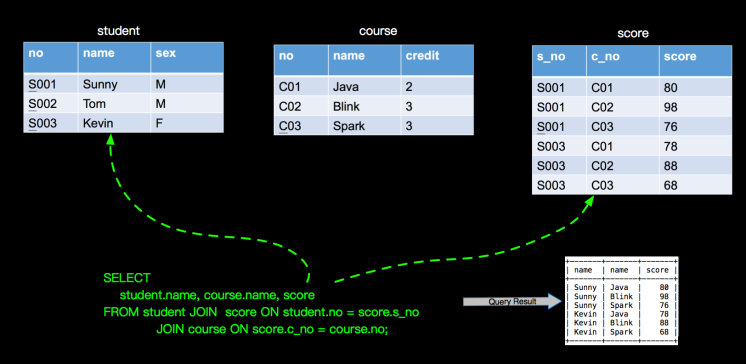 student
no name sex
S001 Sunny M
S002 Tom M
S003 Kevin F
course
no name credit
C01 Java 2
C02 Blink 3
C03 Spark 3
score
s_no c_no score
S001 C01 80
S001 C02 98
S001 C03 76
S003 C01 78
S003 C02 88
S003 C03 68
SELECT
student.name, course.name, score
FROM student JOIN score ON student.no = score.s_no
JOIN course ON score.c_no = course.no;
Query Result
+-------+-------+-------+
| name | name | score |
+-------+-------+-------+
| Sunny | Java | 80 |
| Sunny | Blink | 98 |
| Sunny | Spark | 76 |
| Kevin | Java | 78 |
| Kevin | Blink | 88 |
| Kevin | Spark | 68 |
+-------+-------+-------+